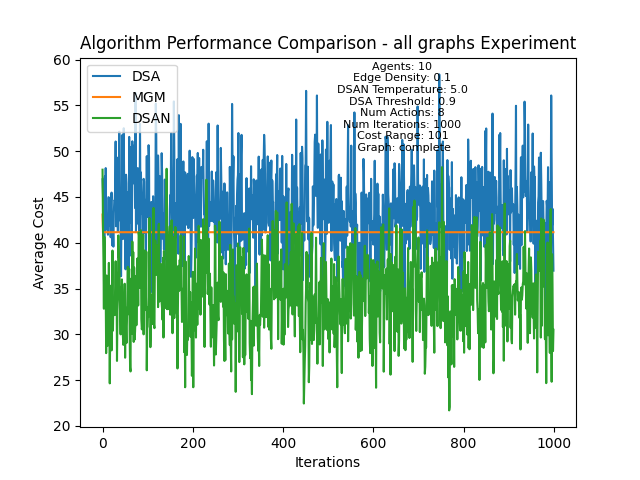 Algorithm Performance Comparison - all graphs Experiment
DSA
MGM
DSAN
Agents: 10
Edge Density: 0.1
DSAN Temperature: 5.0
DSA Threshold: 0.9
Num Actions: 8
Num Iterations: 1000
Cost Range: 101
Graph: complete
60
55
50
45
40
35
30
25
20
Average Cost
0
200
400
600
800
1000
Iterations